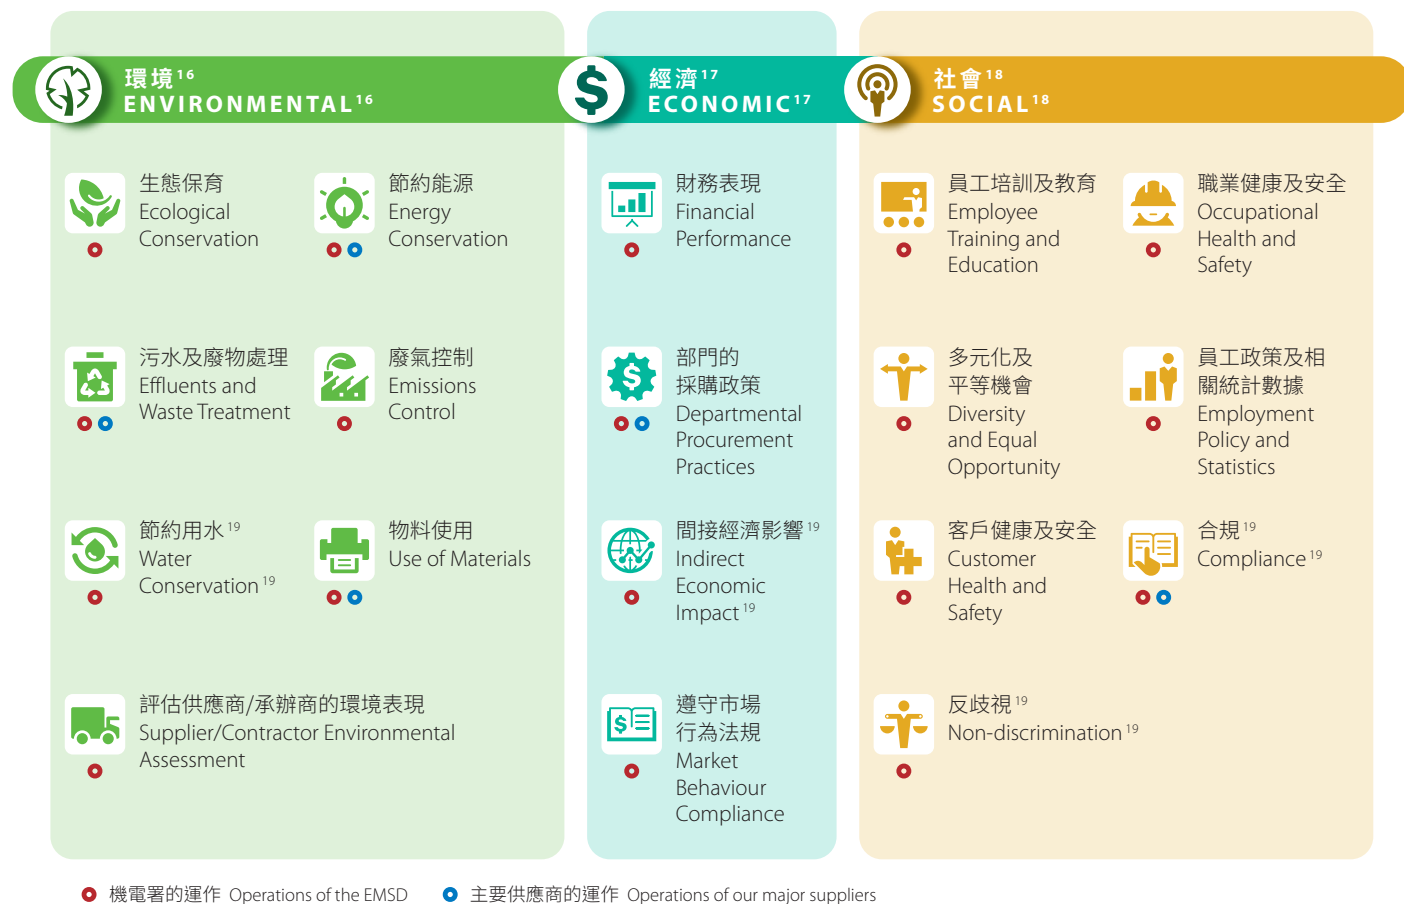 環境16
ENVIRONMENTAL16
生態保育
Ecological
Conservation
節約能源
Energy
Conservation
污水及廢物處理
Effluents and
Waste Treatment
廢氣控制
Emissions
Control
節約用水19
Water
Conservation19
物料使用
Use of Materials
評估供應商/承辦商的環境表現
Supplier/Contractor Environmental
Assessment
經濟17
ECONOMIC17
財務表現
Financial
Performance
部門的
採購政策
Departmental
Procurement
Practices
間接經濟影響19
Indirect
Economic
Impact19
遵守市場
行為法規
Market
Behaviour
Compliance
社會18
SOCIAL18
員工培訓及教育
Employee
Training and
Education
職業健康及安全
Occupational
Health and
Safety
多元化及
平等機會
Diversity
and Equal
Opportunity
員工政策及相
關統計數據
Employment
Policy and
Statistics
客戶健康及安全
Customer
Health and
Safety
合規19
Compliance19
反歧視19
Non-discrimination19
機電署的運作 Operations of the EMSD
主要供應商的運作 Operations of our major suppliers